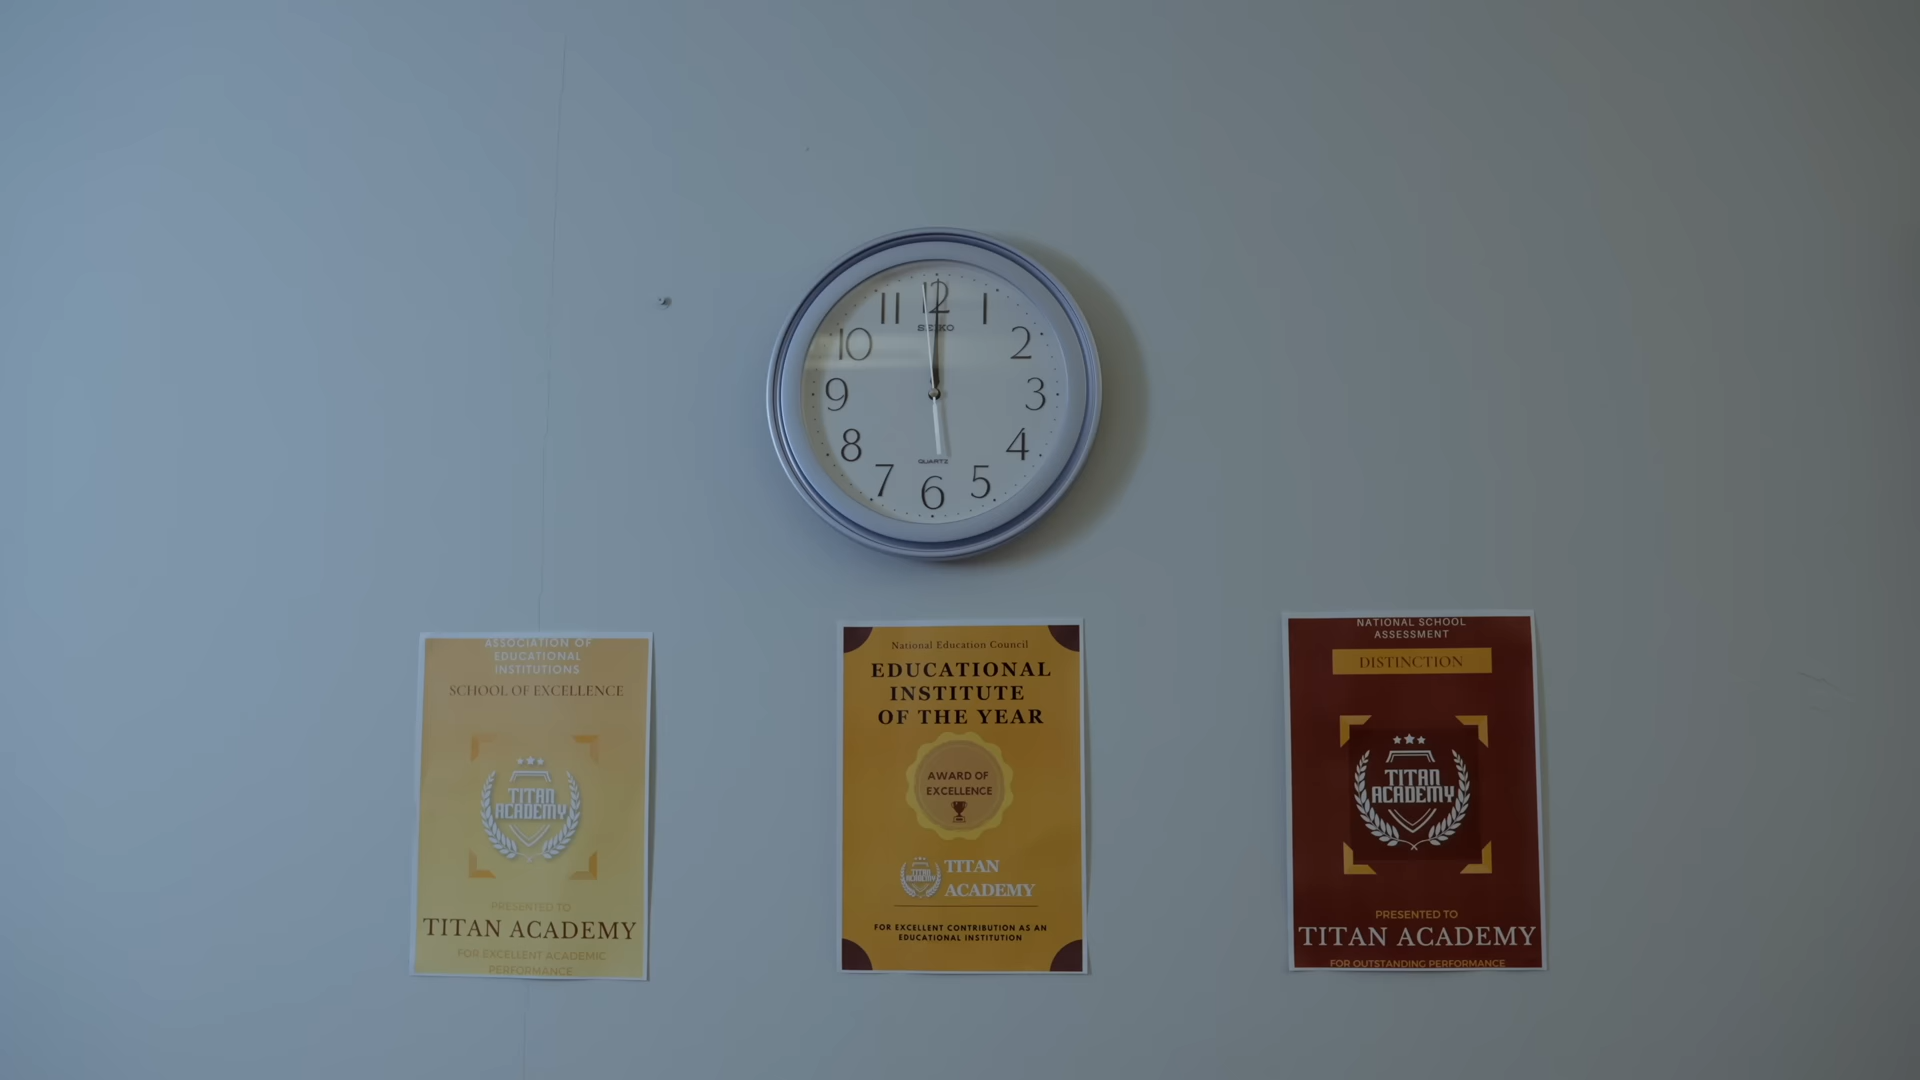 12
11
1
SEIKO
10
2
9
3
8
4
QUARTZ
7
5
6
ASSOCIATION OF
EDUCATIONAL
INSTITUTIONS
SCHOOL OF EXCELLENCE
TITAN
ACADEMY
PRESENTED TO
TITAN ACADEMY
FOR EXCELLENT ACADEMIC
PERFORMANCE
National Education Council
EDUCATIONAL
INSTITUTE
OF THE YEAR
AWARD OF
EXCELLENCE
TITAN
ACADEMY
TITAN
ACADEMY
FOR EXCELLENT CONTRIBUTION AS AN
EDUCATIONAL INSTITUTION
NATIONAL SCHOOL
ASSESSMENT
DISTINCTION
TITAN
ACADEMY
PRESENTED TO
TITAN ACADEMY
FOR OUTSTANDING PERFORMANCE